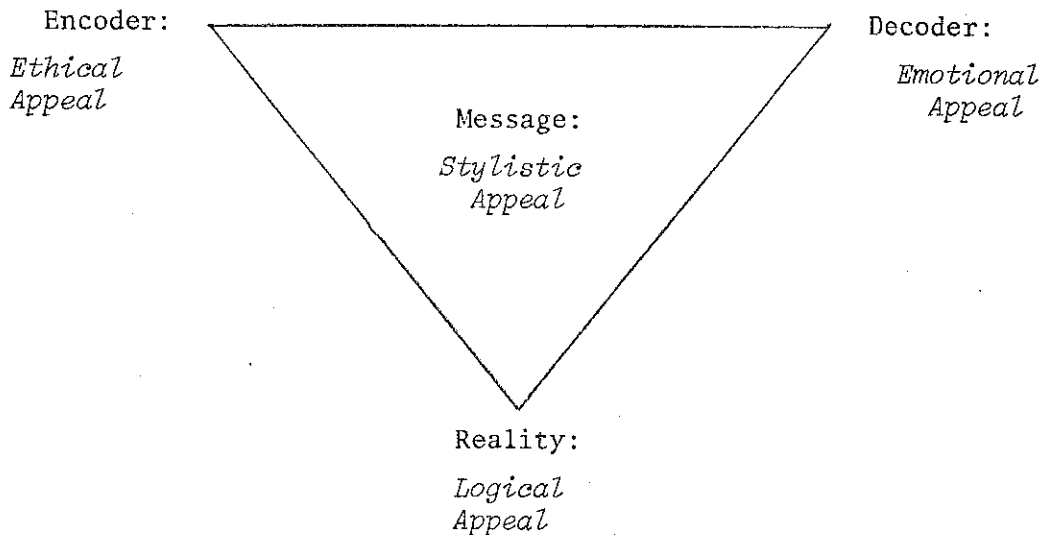 Encoder:
Ethical
Appeal
Decoder:
Emotional
Appeal
Message:
Stylistic
Appeal
Reality:
Logical
Appeal